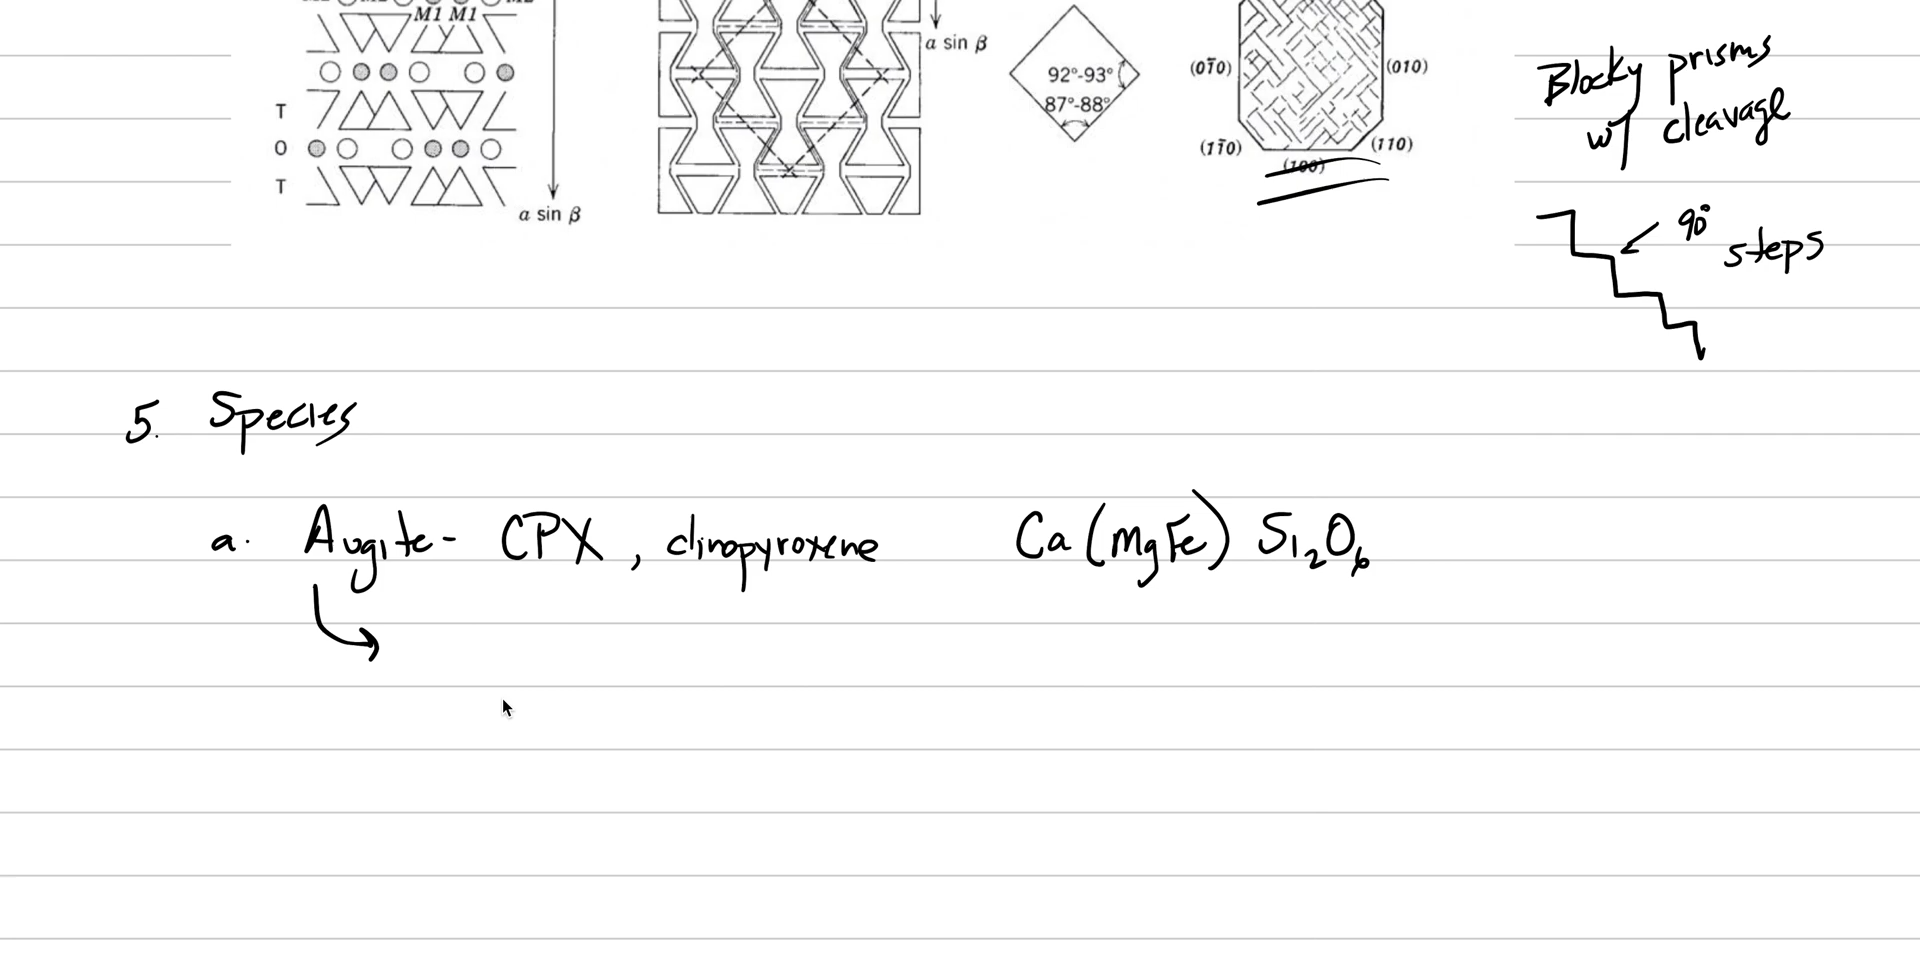 M1 M1
T
O
T
a sin β
a sin β
92°-93°
87°-88°
(01̅0)
(010)
(11̅0)
(110)
(100)
Blocky prisms
w/ cleavage
90°
steps
5. Species
a. Augite- CPX, clinopyroxene Ca(MgFe) Si₂O₆